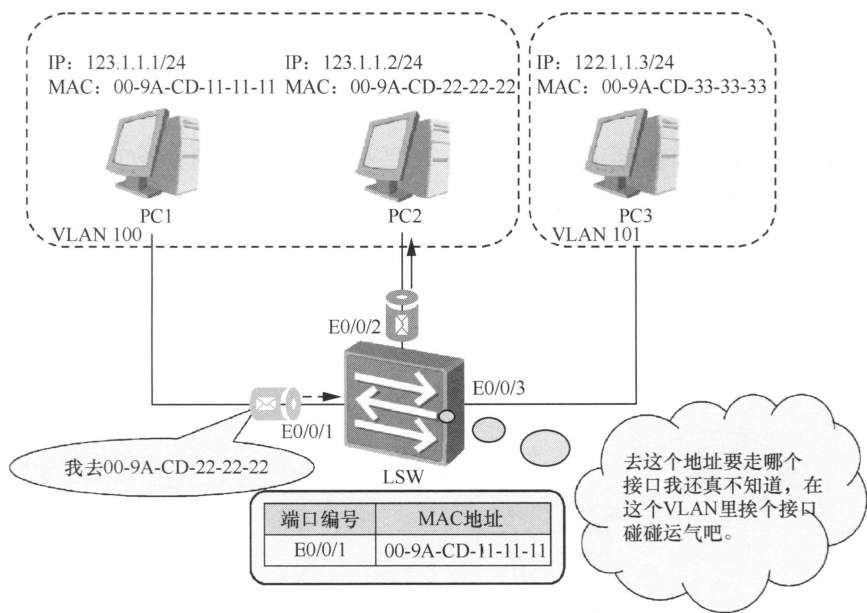 IP：123.1.1.1/24
MAC：00-9A-CD-11-11-11
IP：123.1.1.2/24
MAC：00-9A-CD-22-22-22
IP：122.1.1.3/24
MAC：00-9A-CD-33-33-33
PC1
PC2
PC3
VLAN 100
VLAN 101
E0/0/2
E0/0/3
E0/0/1
我去00-9A-CD-22-22-22
LSW
去这个地址要走哪个
接口我还真不知道，在
这个VLAN里挨个接口
碰碰运气吧。
端口编号 MAC地址
E0/0/1 00-9A-CD-11-11-11